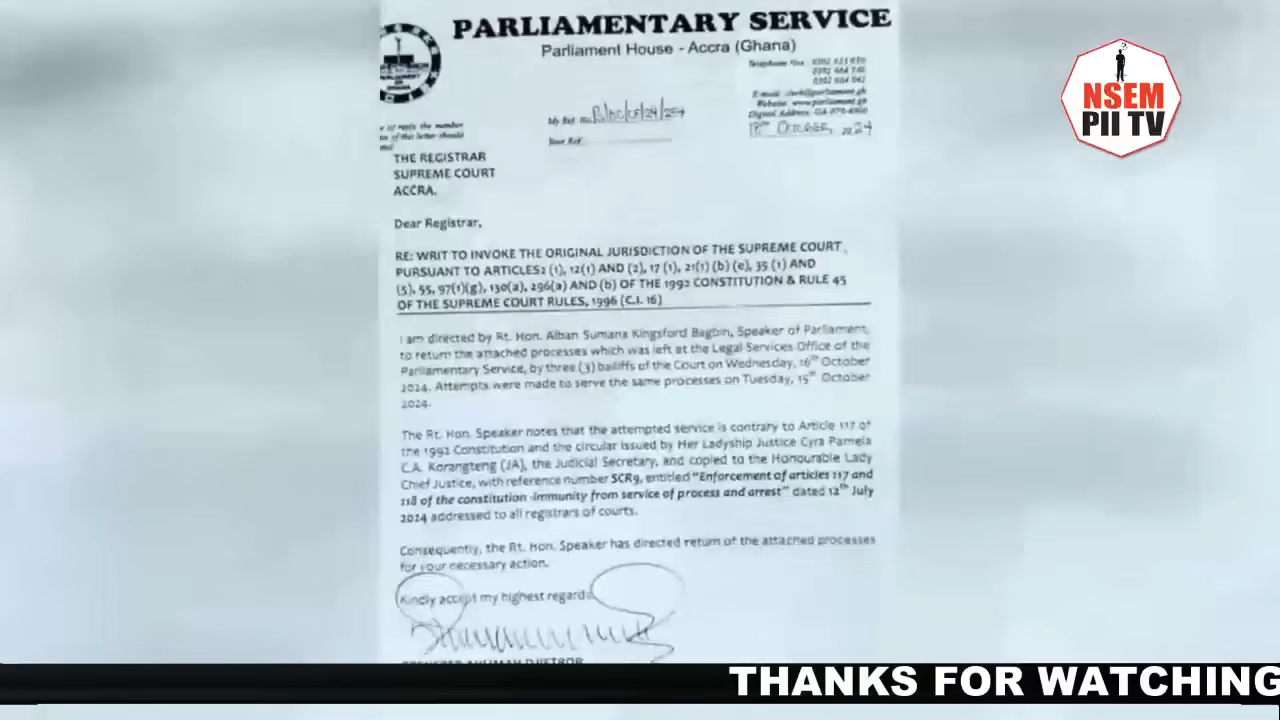 PARLIAMENTARY SERVICE
Parliament House - Accra (Ghana)
NSEM
PII TV
My Ref. No.
Your Ref.
18th OCTOBER, 2024
THE REGISTRAR
SUPREME COURT
ACCRA.
Dear Registrar,
RE: WRIT TO INVOKE THE ORIGINAL JURISDICTION OF THE SUPREME COURT
PURSUANT TO ARTICLES2 (1), 12(1) AND (2), 17 (1), 21(1) (b) (e), 35 (1) AND
(5), 55, 97(1)(g), 130(a), 296(a) AND (b) OF THE 1992 CONSTITUTION & RULE 45
OF THE SUPREME COURT RULES, 1996 (C.I. 16)
I am directed by Rt. Hon. Alban Sumana Kingsford Bagbin, Speaker of Parliament,
to return the attached processes which was left at the Legal Services Office of the
Parliamentary Service, by three (3) bailiffs of the Court on Wednesday, 16th October
2024. Attempts were made to serve the same processes on Tuesday, 15th October
2024.
The Rt. Hon. Speaker notes that the attempted service is contrary to Article 117 of
the 1992 Constitution and the circular issued by Her Ladyship Justice Cyra Pamela
C.A. Korangteng (JA), the Judicial Secretary, and copied to the Honourable Lady
Chief Justice, with reference number SCR9, entitled "Enforcement of articles 117 and
118 of the constitution -immunity from service of process and arrest" dated 12th July
2024 addressed to all registrars of courts.
Consequently, the Rt. Hon. Speaker has directed return of the attached processes
for your necessary action.
Kindly accept my highest regards.
THANKS FOR WATCHING